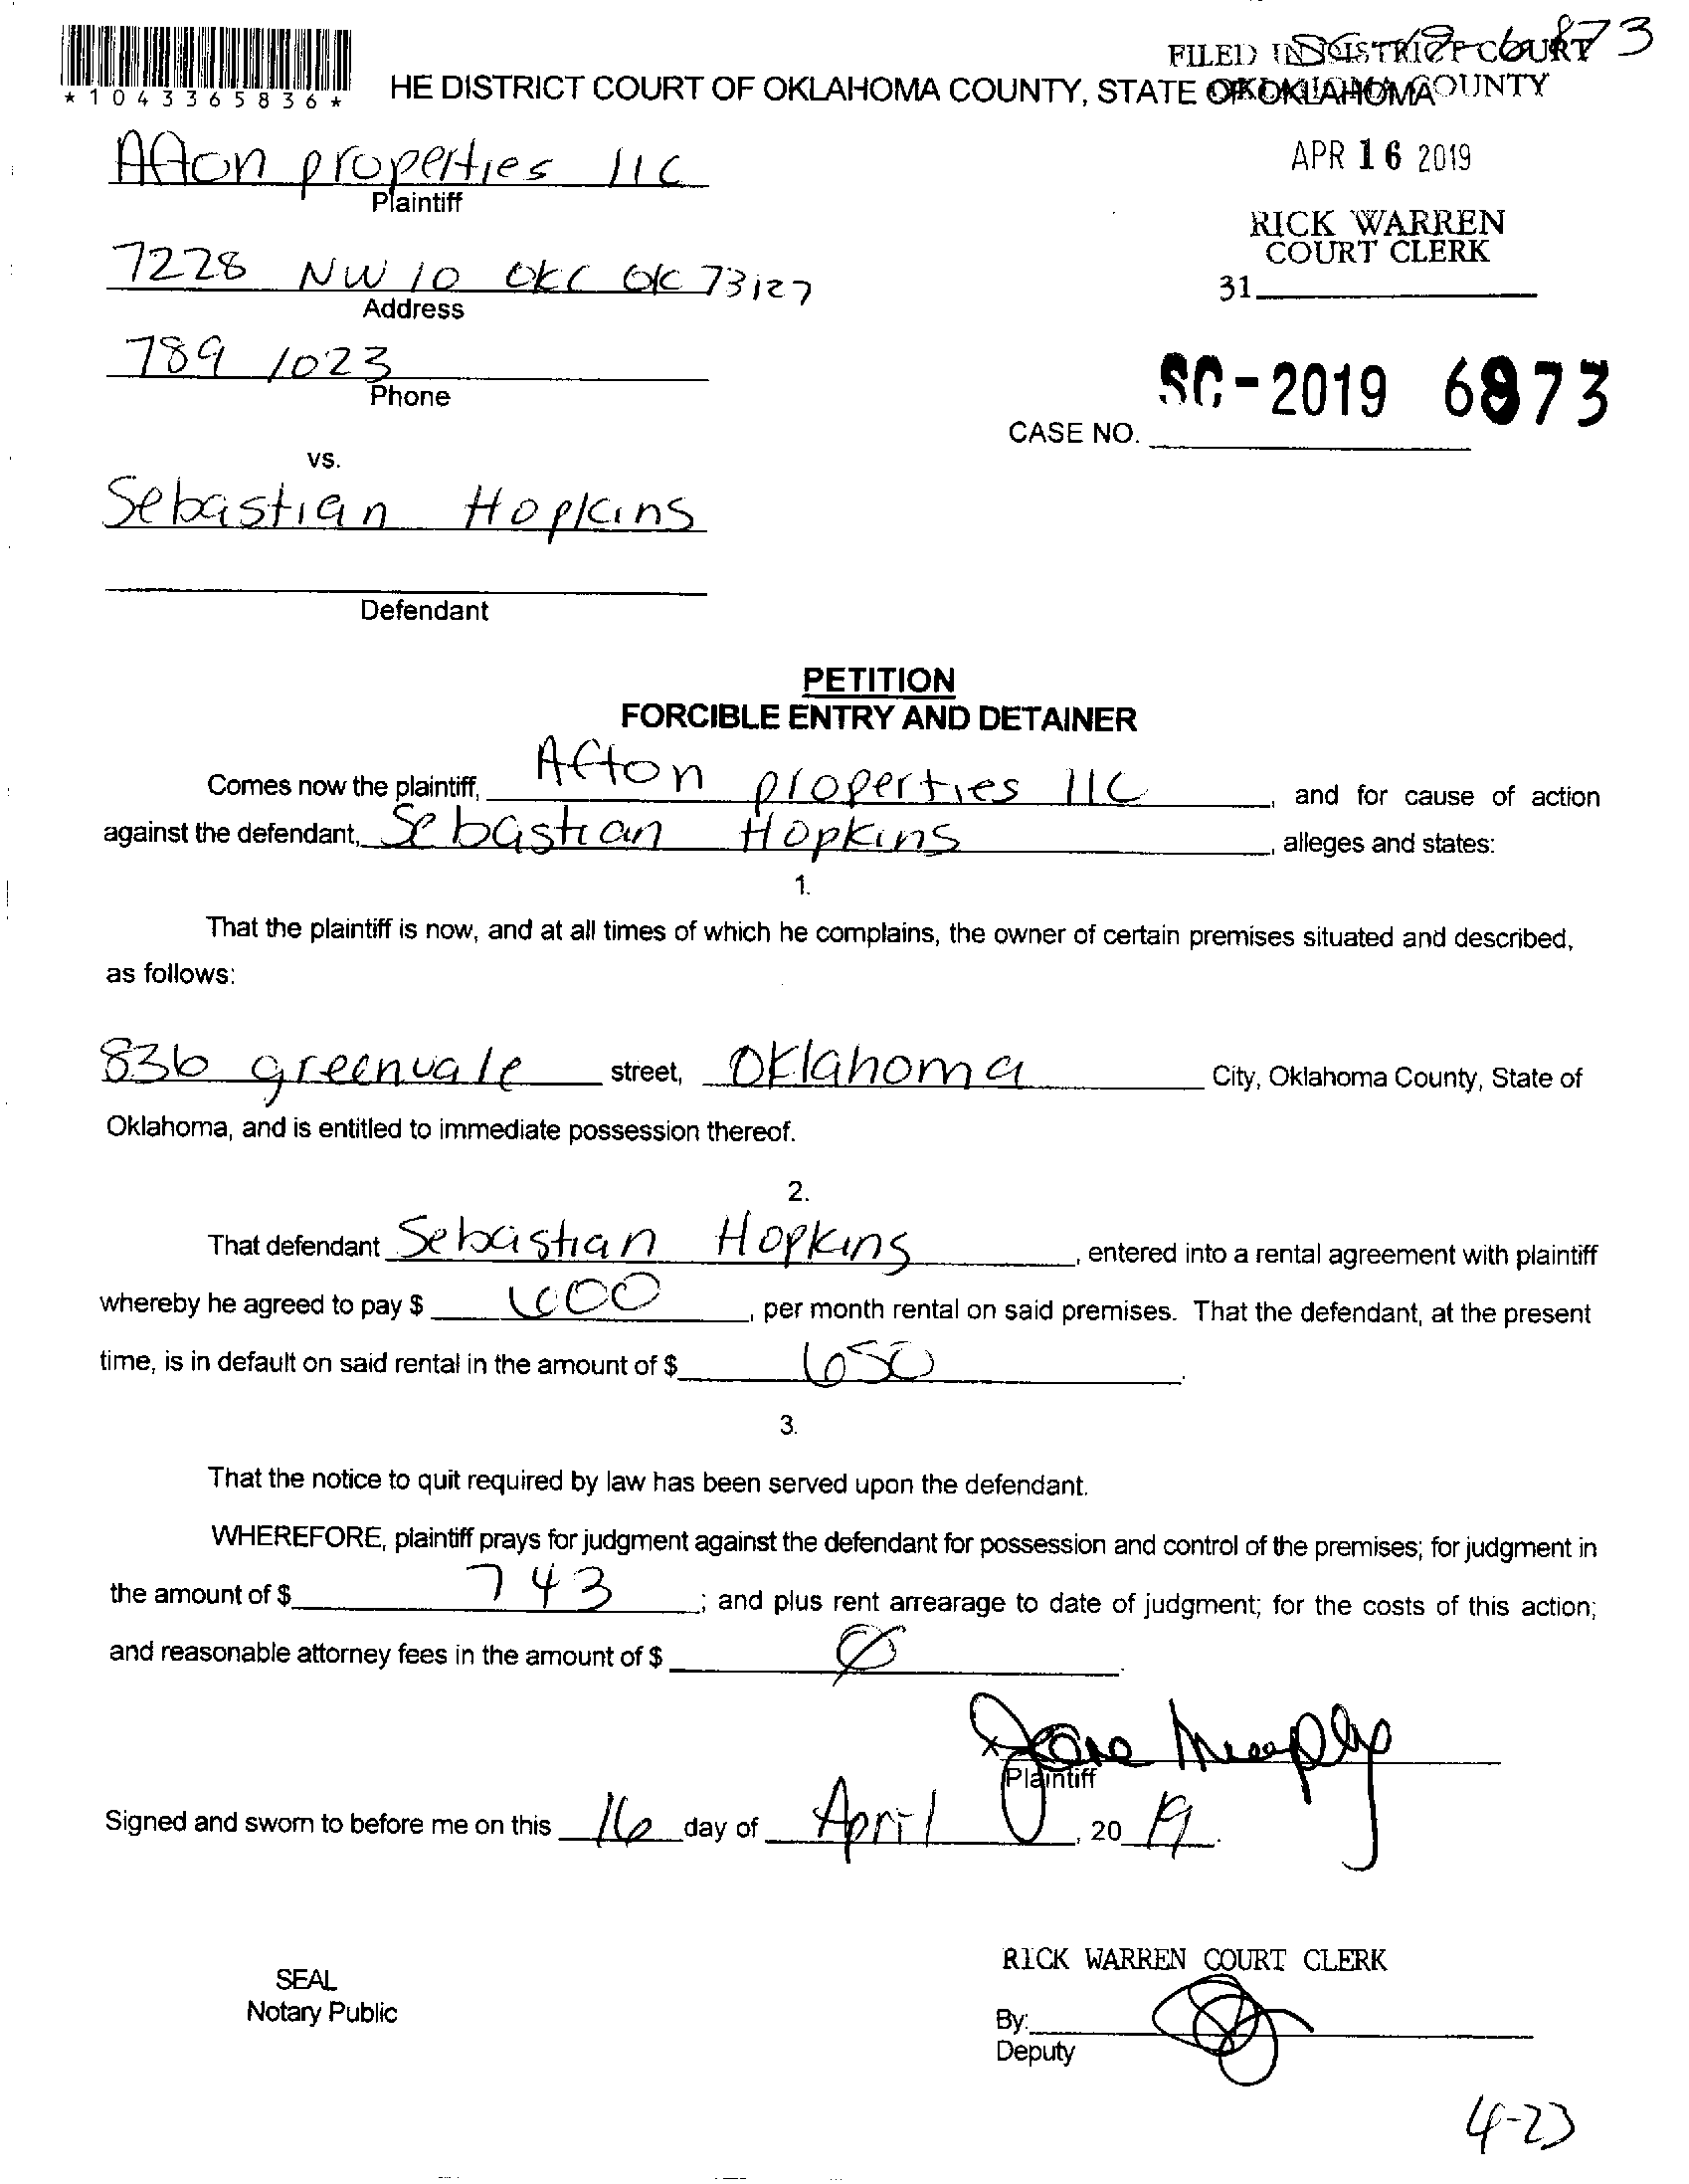 SC-19-6873
FILED IN DISTRICT COURT
OKLAHOMA COUNTY
*1043365836*
HE DISTRICT COURT OF OKLAHOMA COUNTY, STATE OF OKLAHOMA
Afton properties llc
Plaintiff
APR 16 2019
RICK WARREN
COURT CLERK
31
7228 NW 10 OKC OK 73127
Address
789 1023
Phone
SC-2019 6873
CASE NO.
vs.
Sebastian Hopkins
Defendant
PETITION
FORCIBLE ENTRY AND DETAINER
Comes now the plaintiff, Afton properties llc, and for cause of action
against the defendant, Sebastian Hopkins, alleges and states:
1.
That the plaintiff is now, and at all times of which he complains, the owner of certain premises situated and described,
as follows:
836 greenvale street, Oklahoma City, Oklahoma County, State of
Oklahoma, and is entitled to immediate possession thereof.
2.
That defendant Sebastian Hopkins, entered into a rental agreement with plaintiff
whereby he agreed to pay $ 600, per month rental on said premises. That the defendant, at the present
time, is in default on said rental in the amount of $ 650.
3.
That the notice to quit required by law has been served upon the defendant.
WHEREFORE, plaintiff prays for judgment against the defendant for possession and control of the premises; for judgment in
the amount of $ 743; and plus rent arrearage to date of judgment; for the costs of this action;
and reasonable attorney fees in the amount of $ Ø.
x Jane Murphy
Plaintiff
Signed and sworn to before me on this 16 day of April, 2019.
SEAL
Notary Public
RICK WARREN COURT CLERK
By:
Deputy
4-23